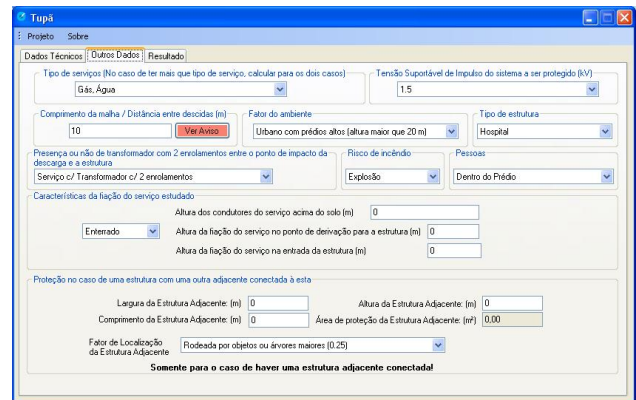 Tupã
Projeto Sobre
Dados Técnicos Outros Dados Resultado
Tipo de serviços (No caso de ter mais que tipo de serviço, calcular para os dois casos)
Tensão Suportável de Impulso do sistema a ser protegido (kV)
Gás, Água
1.5
Comprimento da malha / Distância entre descidas (m)
Fator do ambiente
Tipo de estrutura
10 Ver Aviso
Urbano com prédios altos (altura maior que 20 m)
Hospital
Presença ou não de transformador com 2 enrolamentos entre o ponto de impacto da
descarga e a estrutura
Risco de incêndio
Pessoas
Serviço c/ Transformador c/ 2 enrolamentos
Explosão
Dentro do Prédio
Características da fiação do serviço estudado
Altura dos condutores do serviço acima do solo (m) 0
Enterrado
Altura da fiação do serviço no ponto de derivação para a estrutura (m) 0
Altura da fiação do serviço na entrada da estrutura (m) 0
Proteção no caso de uma estrutura com uma outra adjacente conectada à esta
Largura da Estrutura Adjacente: (m) 0
Altura da Estrutura Adjacente: (m) 0
Comprimento da Estrutura Adjacente: (m) 0
Área de proteção da Estrutura Adjacente: (m²) 0,00
Fator de Localização
da Estrutura Adjacente
Rodeada por objetos ou árvores maiores (0.25)
Somente para o caso de haver uma estrutura adjacente conectada!